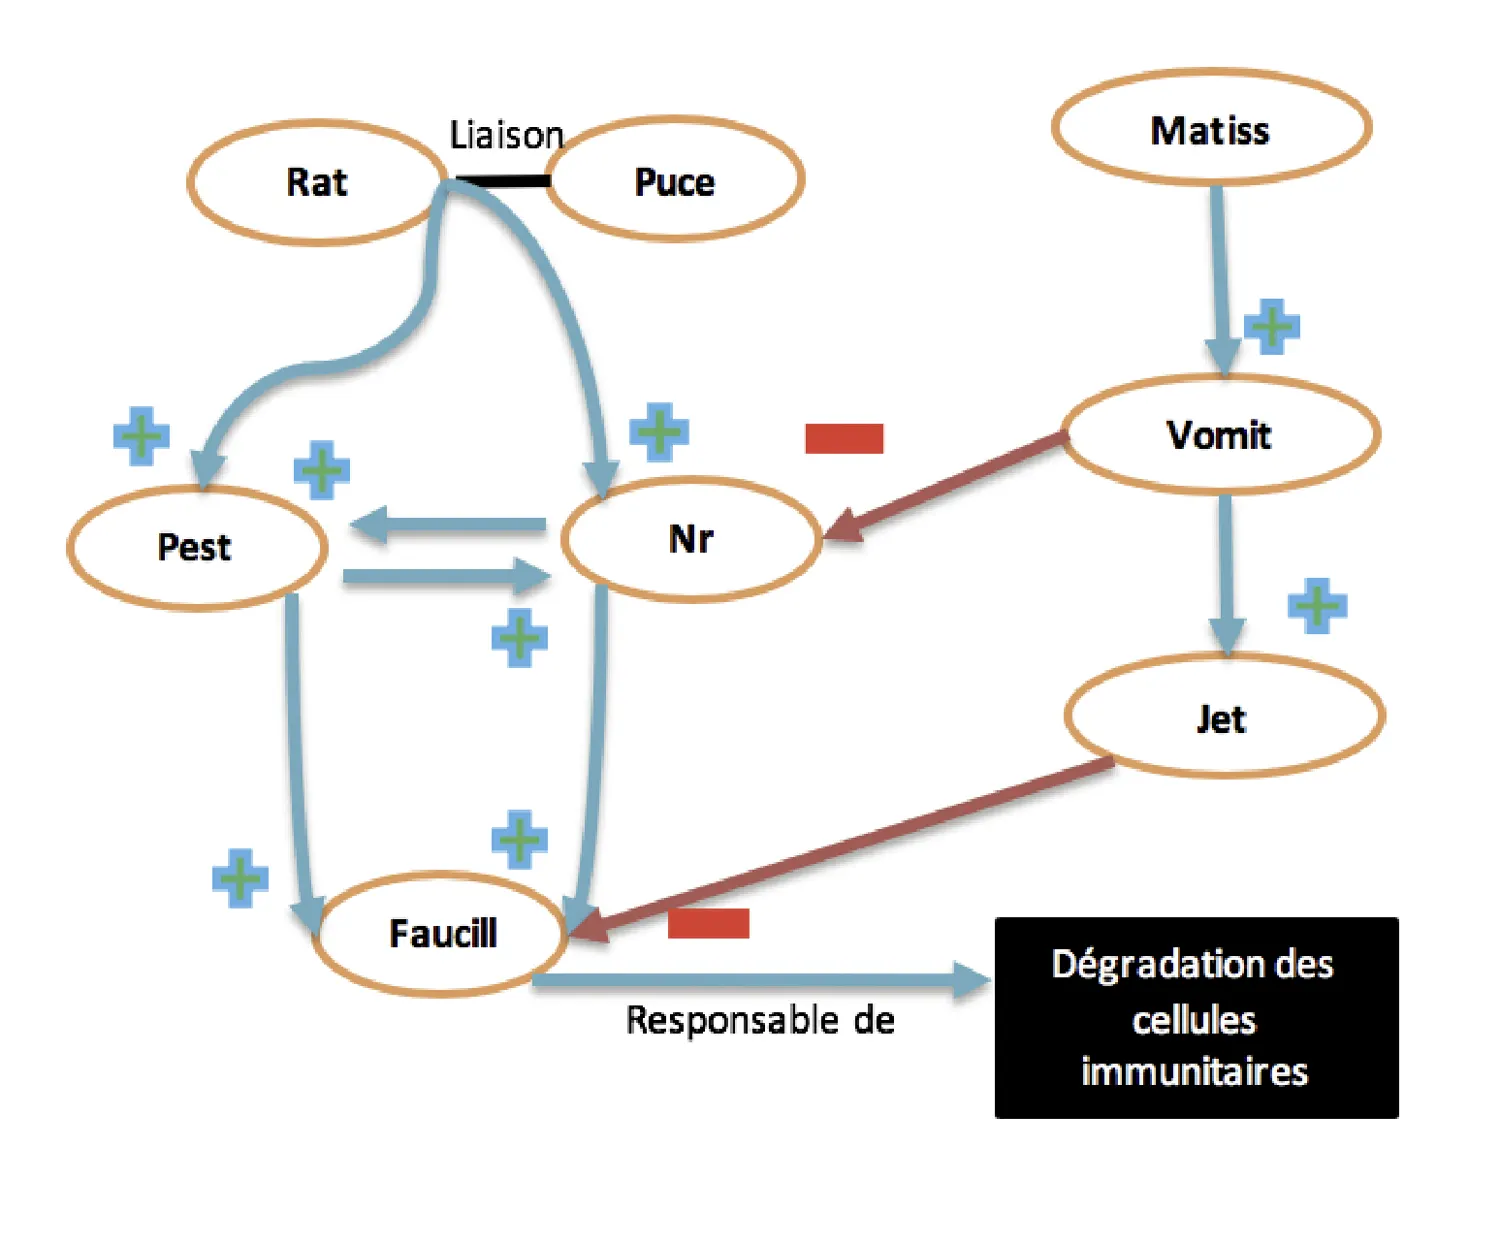 Liaison
Rat
Puce
Matiss
Vomit
Pest
Nr
Jet
Faucill
Responsable de
Dégradation des
cellules
immunitaires